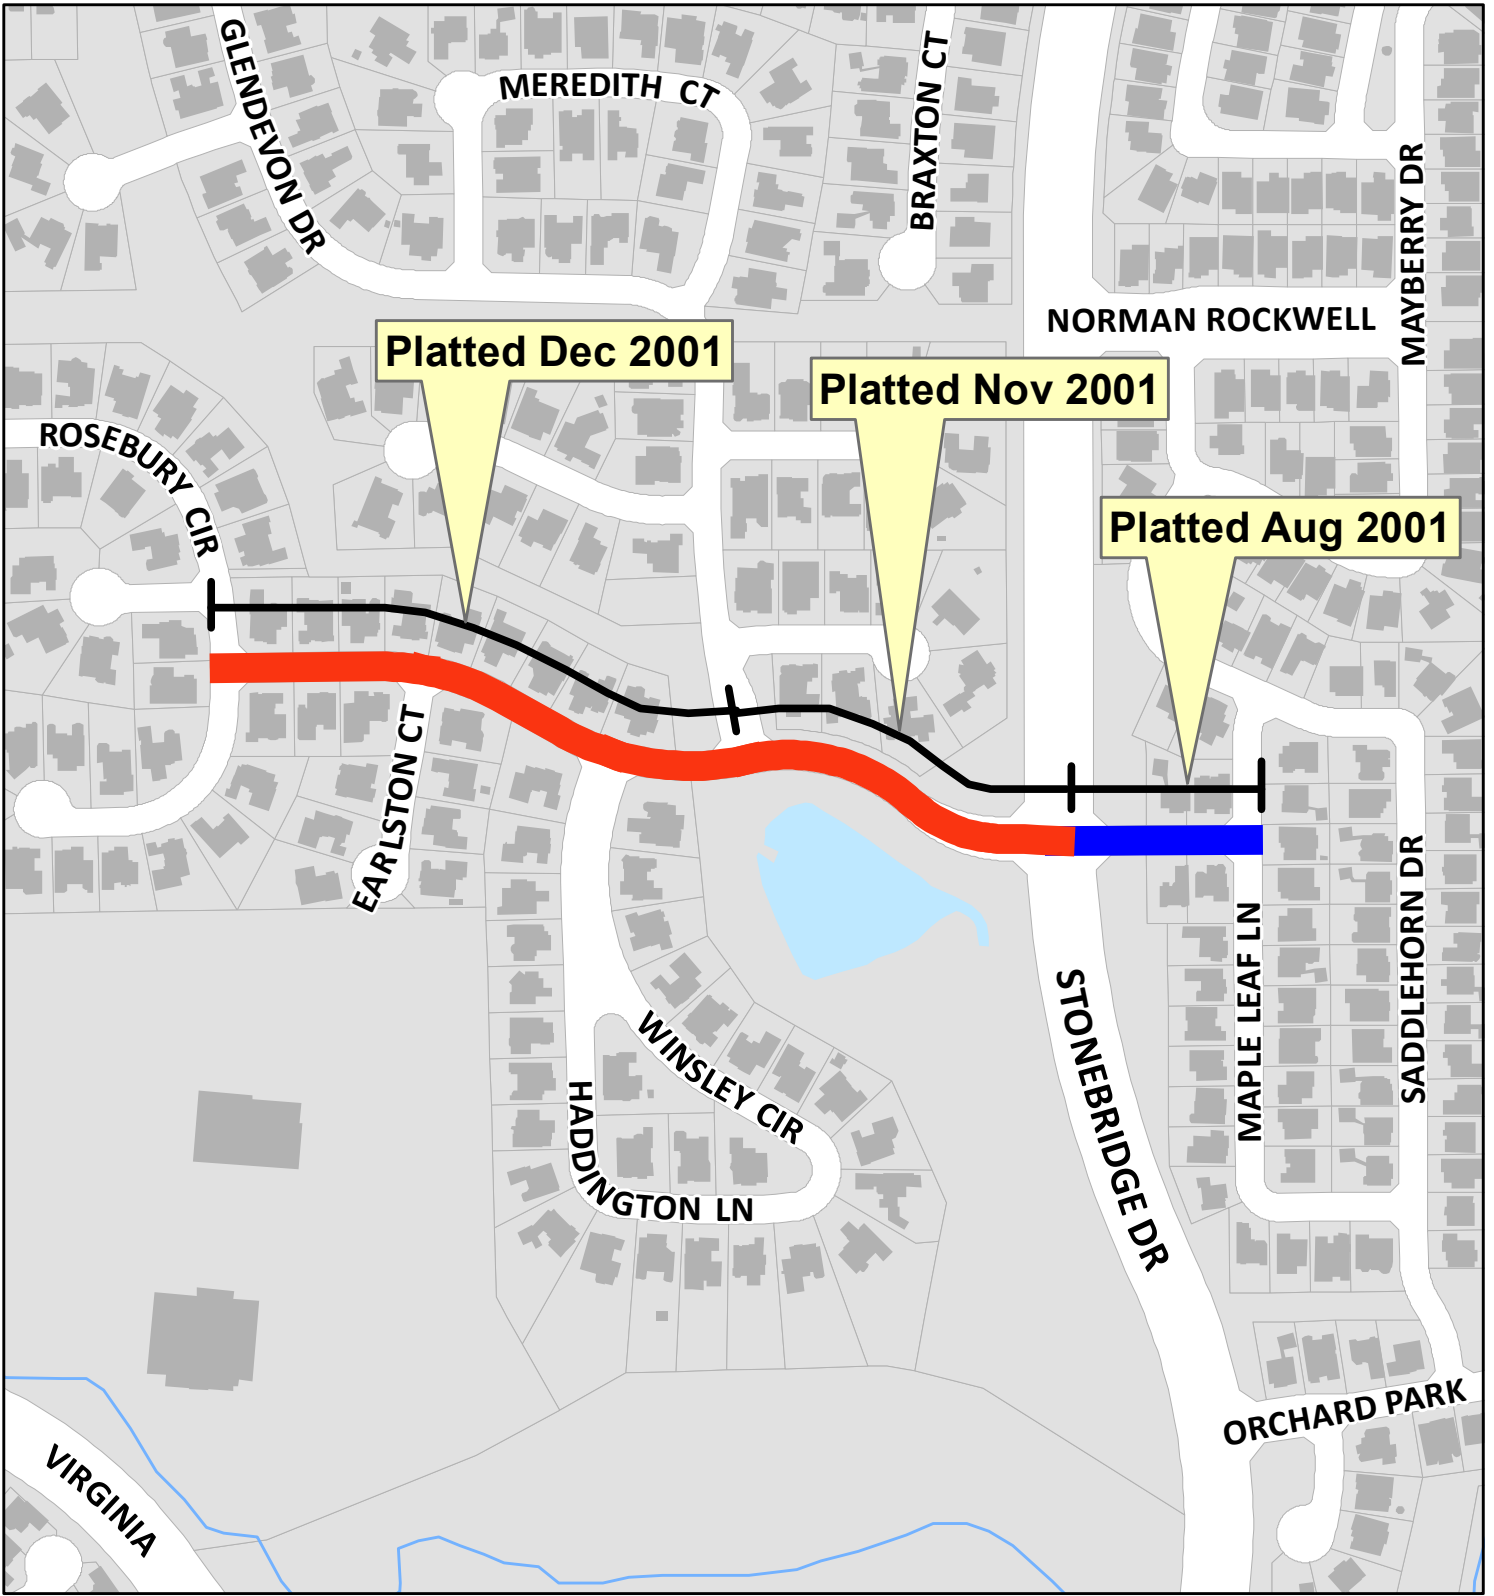 GLENDEVON DR
MEREDITH CT
BRAXTON CT
MAYBERRY DR
NORMAN ROCKWELL
Platted Dec 2001
Platted Nov 2001
ROSEBURY CIR
Platted Aug 2001
EARLSTON CT
SADDLEHORN DR
MAPLE LEAF LN
STONEBRIDGE DR
WINSLEY CIR
HADDINGTON LN
ORCHARD PARK
VIRGINIA